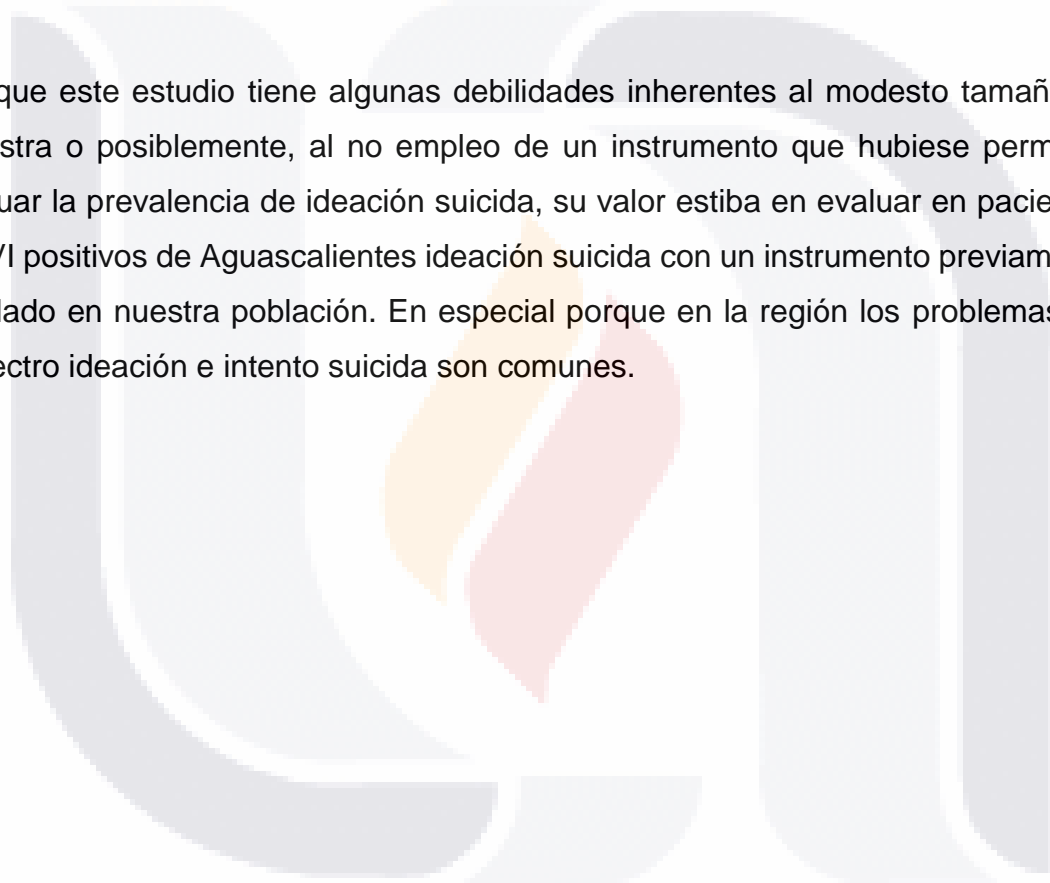 que este estudio tiene algunas debilidades inherentes al modesto tamañ
stra o posiblemente, al no empleo de un instrumento que hubiese perm
uar la prevalencia de ideación suicida, su valor estiba en evaluar en pacie
VI positivos de Aguascalientes ideación suicida con un instrumento previam
lado en nuestra población. En especial porque en la región los problemas
ectro ideación e intento suicida son comunes.